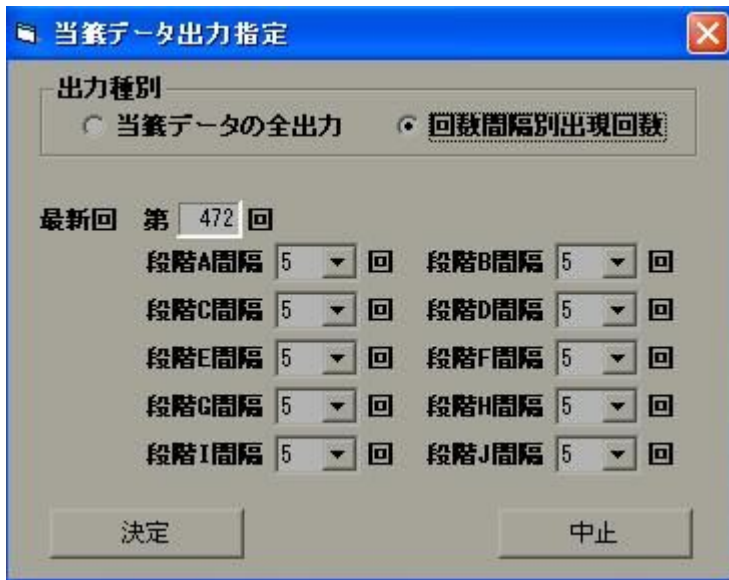 当籤データ出力指定
出力種別
当籤データの全出力 回数間隔別出現回数
最新回 第 472 回
段階A間隔 5 回 段階B間隔 5 回
段階C間隔 5 回 段階D間隔 5 回
段階E間隔 5 回 段階F間隔 5 回
段階G間隔 5 回 段階H間隔 5 回
段階I間隔 5 回 段階J間隔 5 回
決定 中止